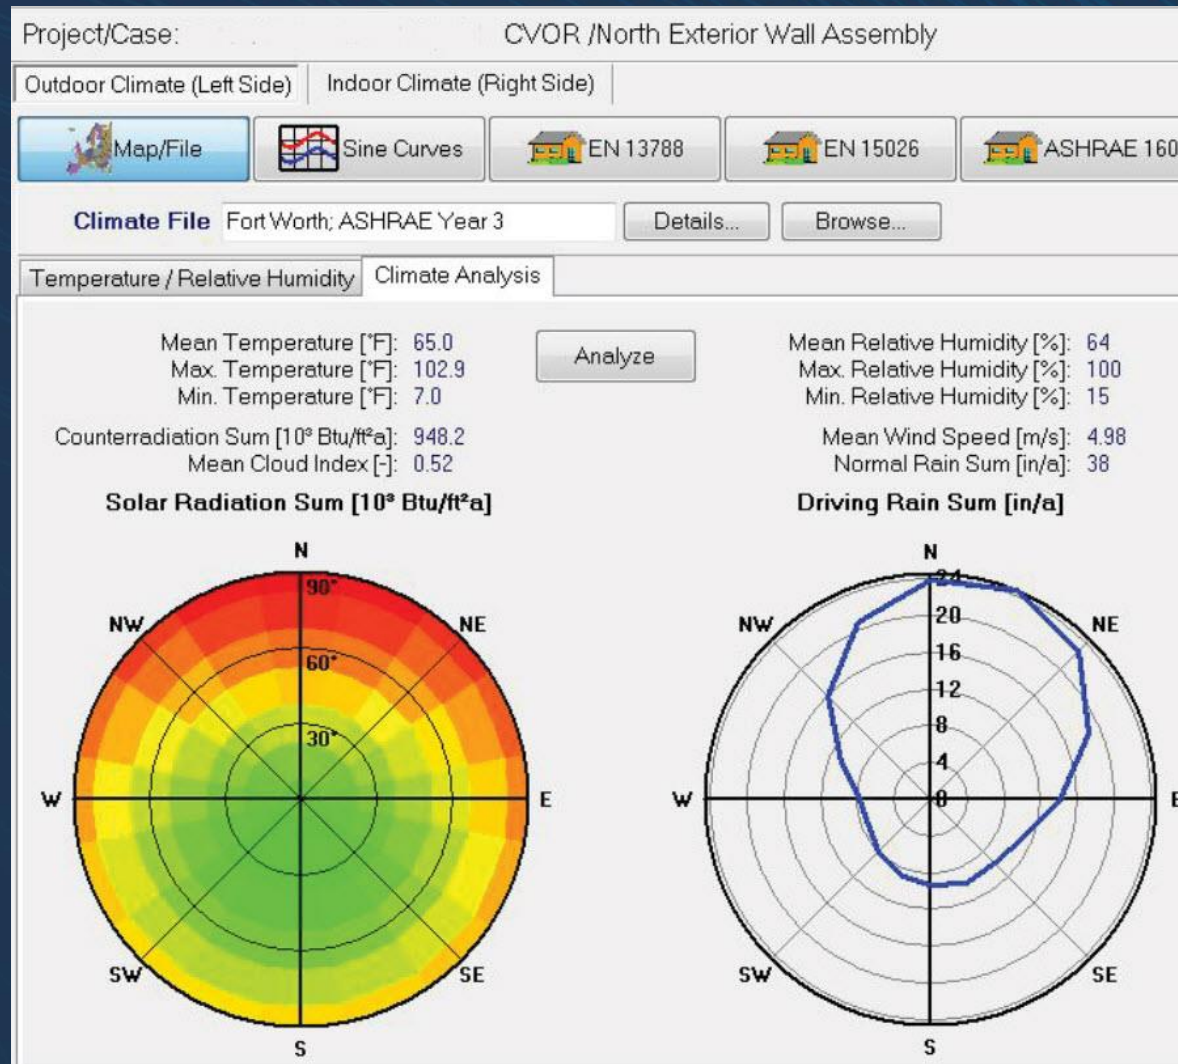 Project/Case: CVOR /North Exterior Wall Assembly
Outdoor Climate (Left Side) Indoor Climate (Right Side)
Map/File Sine Curves EN 13788 EN 15026 ASHRAE 160
Climate File Fort Worth; ASHRAE Year 3 Details... Browse...
Temperature / Relative Humidity Climate Analysis
Mean Temperature [°F]: 65.0
Max. Temperature [°F]: 102.9
Min. Temperature [°F]: 7.0
Counterradiation Sum [10³ Btu/ft²a]: 948.2
Mean Cloud Index [-]: 0.52
Analyze
Mean Relative Humidity [%]: 64
Max. Relative Humidity [%]: 100
Min. Relative Humidity [%]: 15
Mean Wind Speed [m/s]: 4.98
Normal Rain Sum [in/a]: 38
Solar Radiation Sum [10³ Btu/ft²a]
N
90°
NW NE
60°
30°
W E
SW SE
S
Driving Rain Sum [in/a]
N
24
20
NW NE
16
12
8
4
W 0 E
SW SE
S